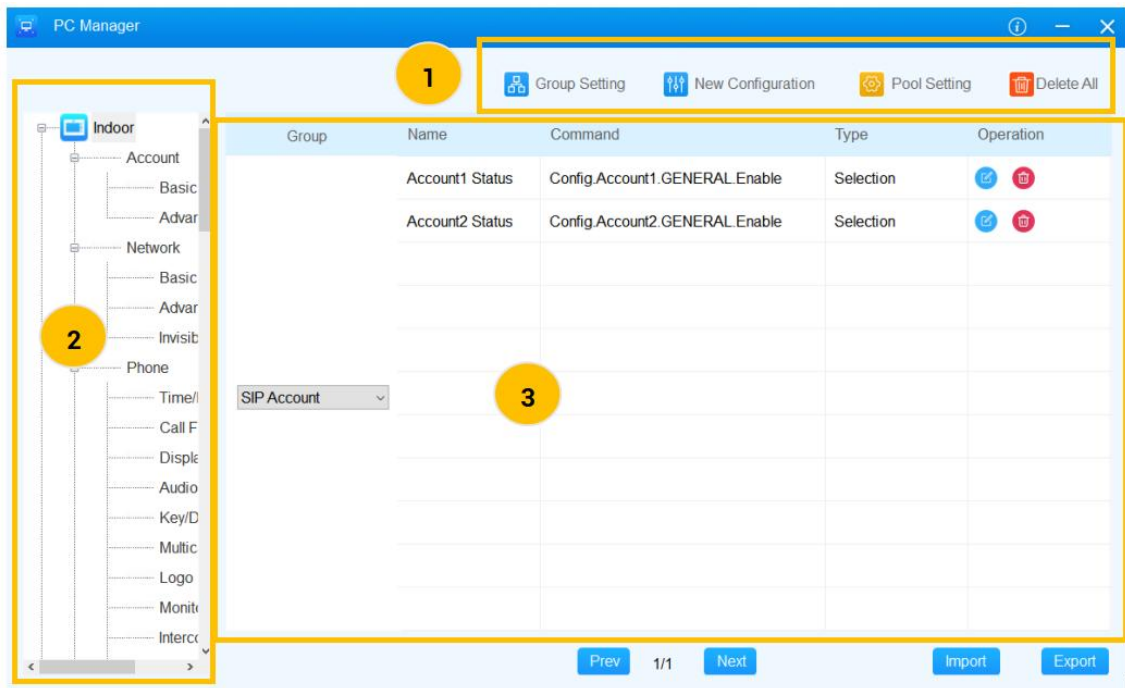 PC Manager
1
Group Setting New Configuration Pool Setting Delete All
Indoor
Account
Basic
Advar
Network
Basic
Advar
Invisib
2
Phone
Time/
Call F
Displa
Audio
Key/D
Multic
Logo
Monito
Interco
Group Name Command Type Operation
Account1 Status Config.Account1.GENERAL.Enable Selection
Account2 Status Config.Account2.GENERAL.Enable Selection
SIP Account
3
Prev 1/1 Next Import Export